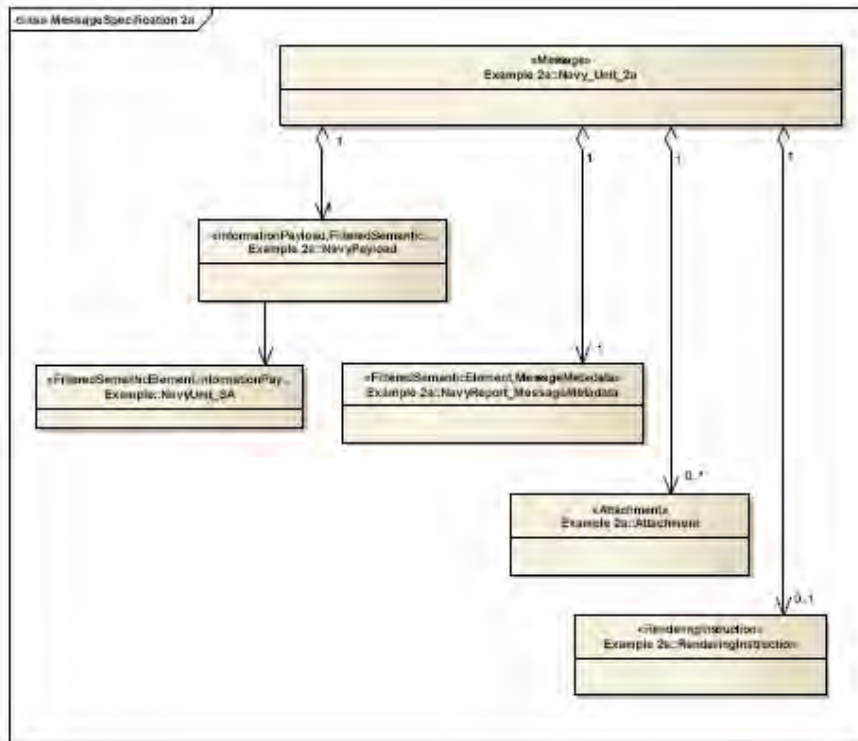 class MessageSpecification 2a
«Message»
Example 2a::Navy_Unit_2a
1
1
1
1
«InformationPayload,FilteredSemantic...
Example 2a::NavyPayload
«FilteredSemanticElement,InformationPay...
Example::NavyUnit_SA
1
«FilteredSemanticElement,MessageMetadata»
Example 2a::NavyReport_MessageMetadata
0..*
«Attachment»
Example 2a::Attachment
0..1
«RenderingInstruction»
Example 2a::RenderingInstruction